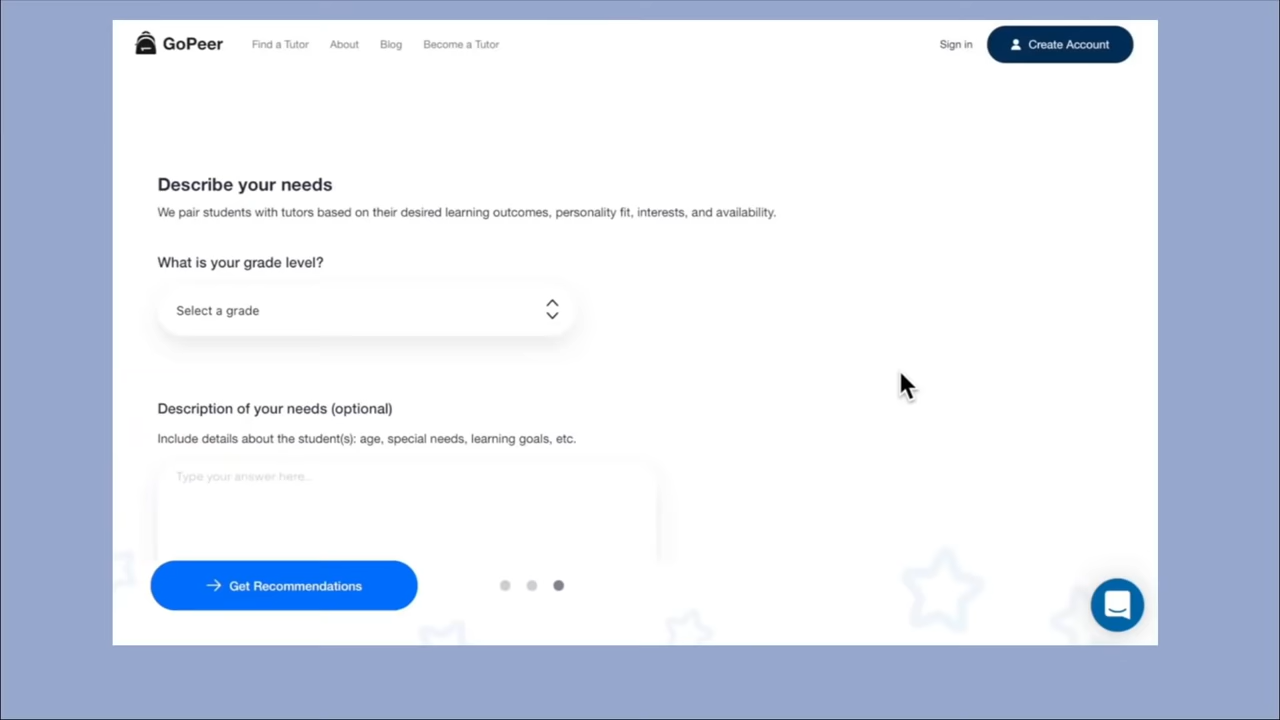 GoPeer
Find a Tutor
About
Blog
Become a Tutor
Sign in
Create Account
Describe your needs
We pair students with tutors based on their desired learning outcomes, personality fit, interests, and availability.
What is your grade level?
Select a grade
Description of your needs (optional)
Include details about the student(s): age, special needs, learning goals, etc.
Type your answer here..
Get Recommendations